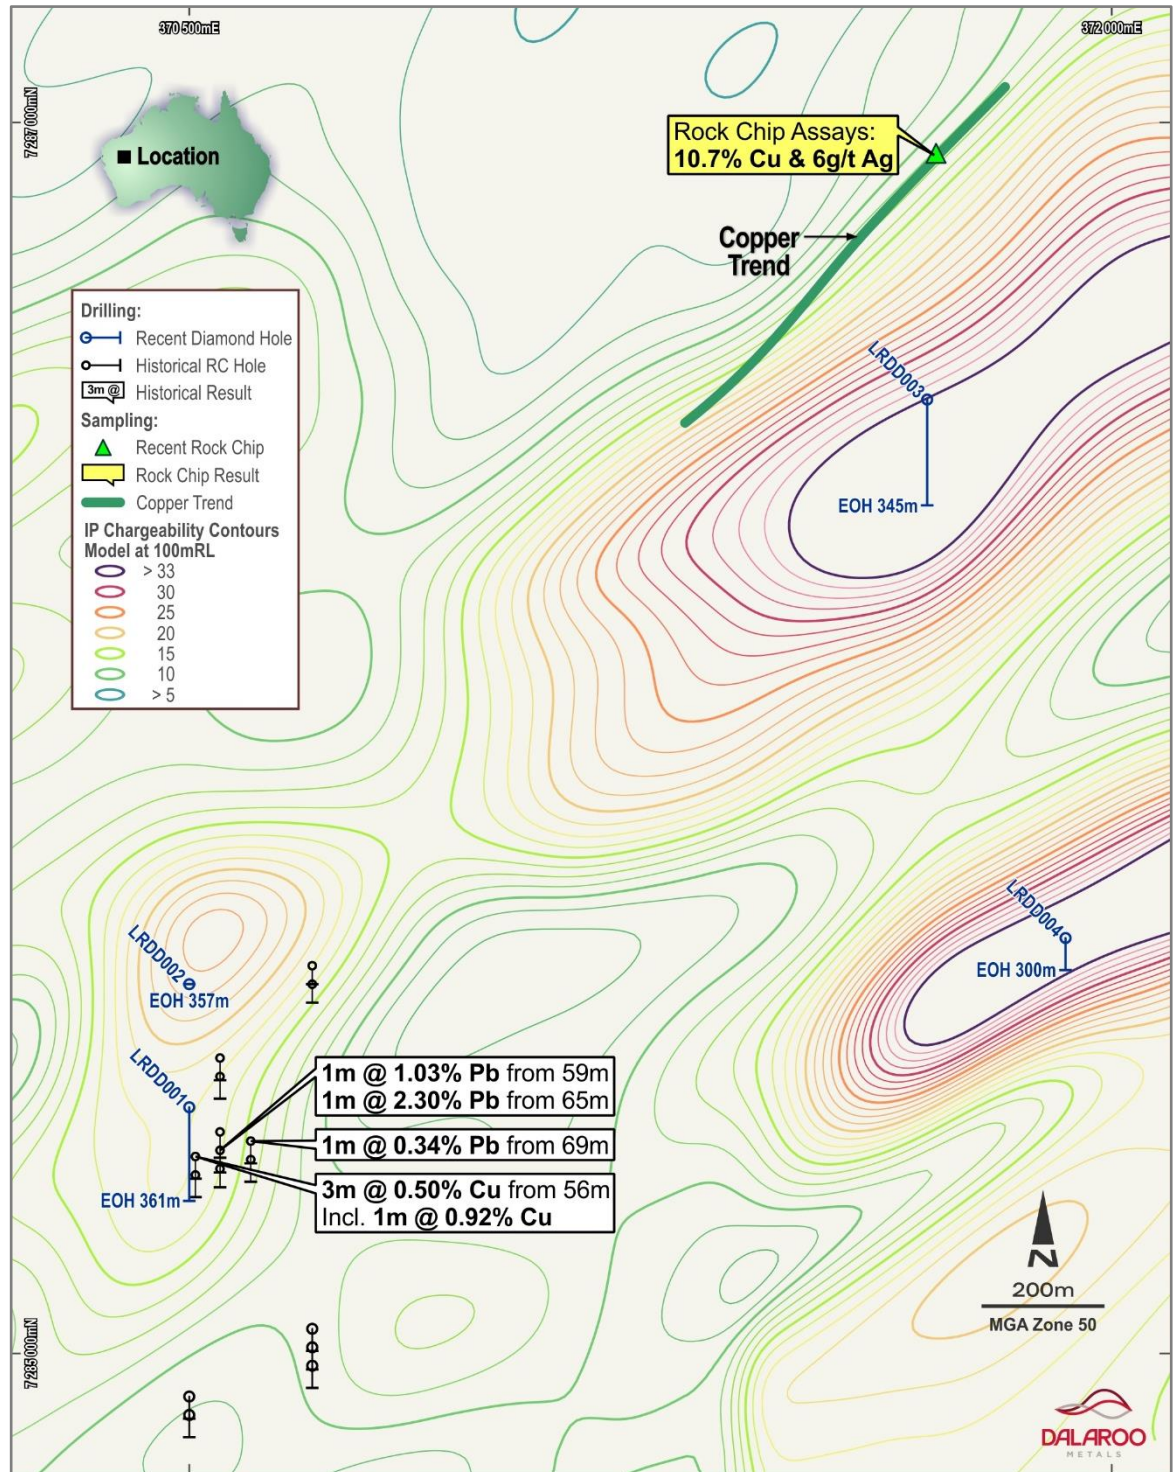 370 500mE
372 000mE
7 287 000mN
Location
Rock Chip Assays:
10.7% Cu & 6g/t Ag
Copper
Trend
Drilling:
Recent Diamond Hole
Historical RC Hole
3m @
Historical Result
Sampling:
Recent Rock Chip
Rock Chip Result
Copper Trend
IP Chargeability Contours
Model at 100mRL
> 33
30
25
20
15
10
> 5
LRDD003
EOH 345m
LRDD004
EOH 300m
LRDD002
EOH 357m
LRDD001
EOH 361m
1m @ 1.03% Pb from 59m
1m @ 2.30% Pb from 65m
1m @ 0.34% Pb from 69m
3m @ 0.50% Cu from 56m
Incl. 1m @ 0.92% Cu
N
200m
MGA Zone 50
7 285 000mN
DALAROO
METALS